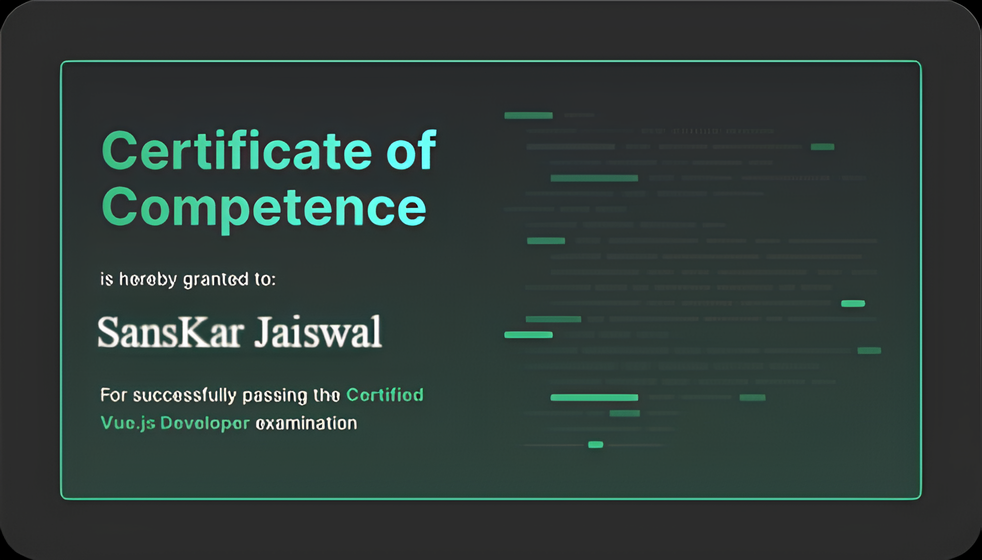 Certificate of
Competence
is hereby granted to:
SansKar Jaiswal
For successfully passing the Certified
Vue.js Developer examination